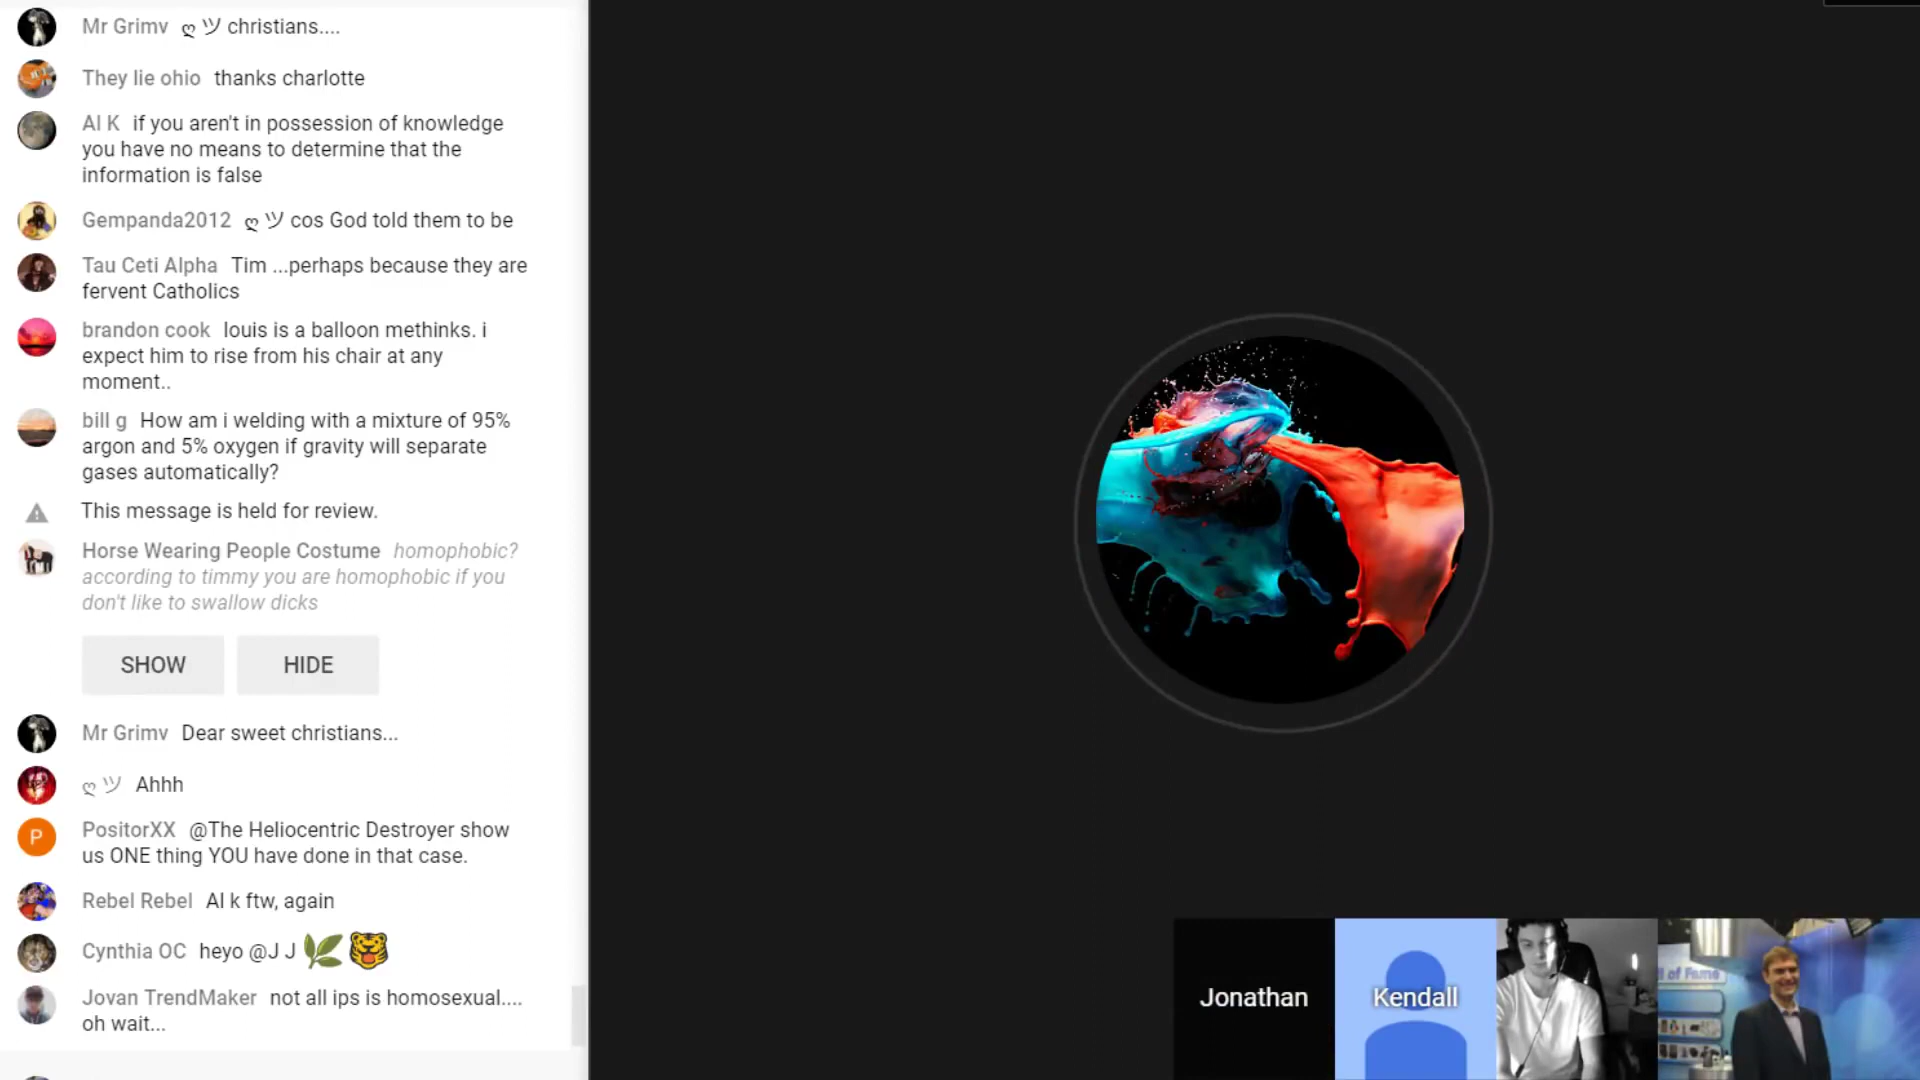 Mr Grimv ღ ツ christians....
They lie ohio thanks charlotte
Al K if you aren't in possession of knowledge
you have no means to determine that the
information is false
Gempanda2012 ღ ツ cos God told them to be
Tau Ceti Alpha Tim ...perhaps because they are
fervent Catholics
brandon cook louis is a balloon methinks. i
expect him to rise from his chair at any
moment..
bill g How am i welding with a mixture of 95%
argon and 5% oxygen if gravity will separate
gases automatically?
This message is held for review.
Horse Wearing People Costume homophobic?
according to timmy you are homophobic if you
don't like to swallow dicks
SHOW HIDE
Mr Grimv Dear sweet christians...
ღ ツ Ahhh
P
PositorXX @The Heliocentric Destroyer show
us ONE thing YOU have done in that case.
Rebel Rebel Al k ftw, again
Cynthia OC heyo @J J 🌿 🐯
Jovan TrendMaker not all ips is homosexual....
oh wait...
Jonathan
Kendall
of Fame